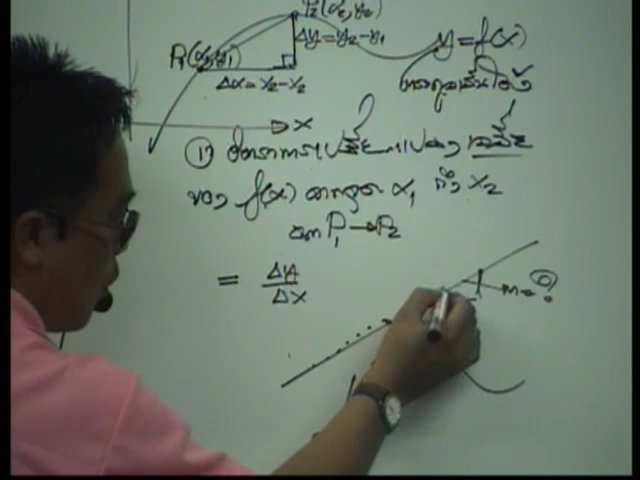 P₂(x₂,y₂)
P₁(x₁,y₁) Δy = y₂-y₁ y = f(x)
Δx = x₂-x₂
X
① อัตราการเปลี่ยนแปลง เฉลี่ย
ของ f(x) จาก x₁ ถึง x₂
จาก P₁ → P₂
= Δy/Δx
m = ?